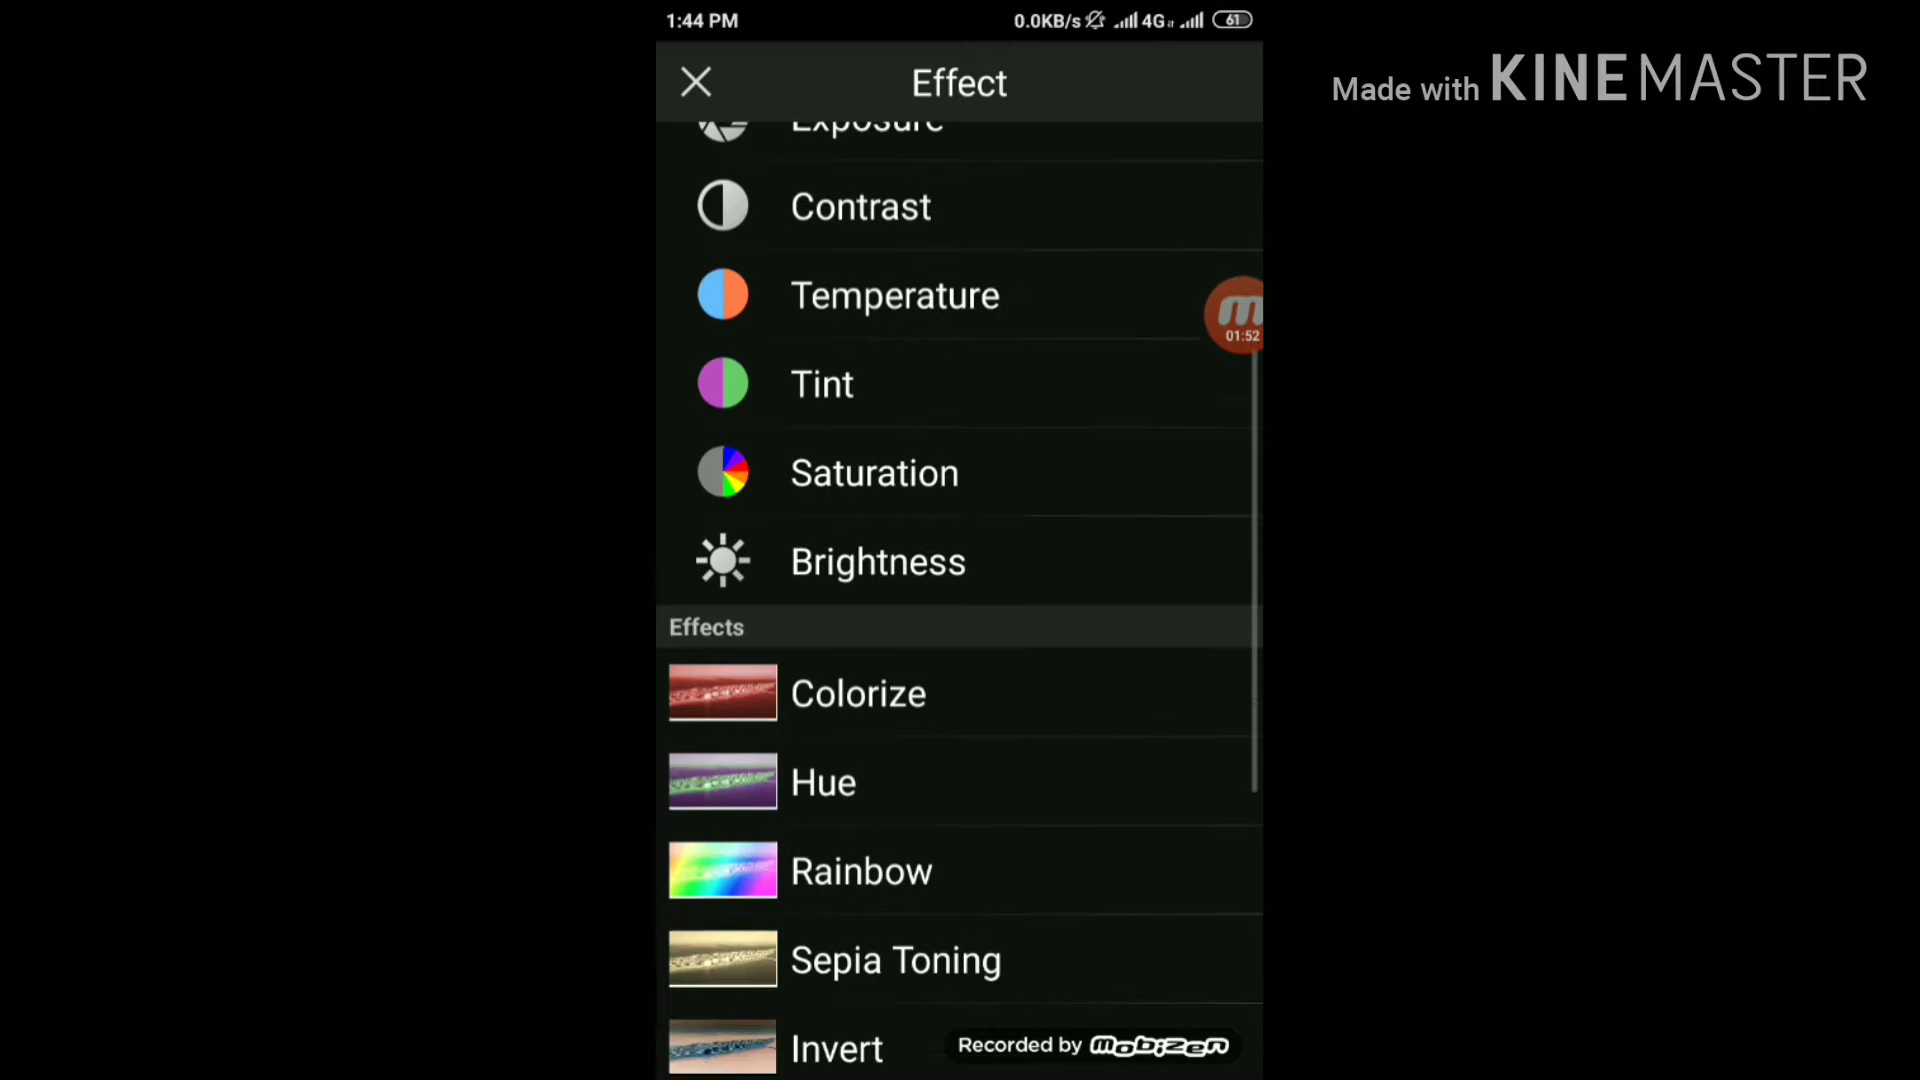 1:44 PM 0.0KB/s 4G 61
Made with KINEMASTER
Effect
Exposure
Contrast
Temperature
01:52
Tint
Saturation
Brightness
Effects
Colorize
Hue
Rainbow
Sepia Toning
Invert
Recorded by mobizen